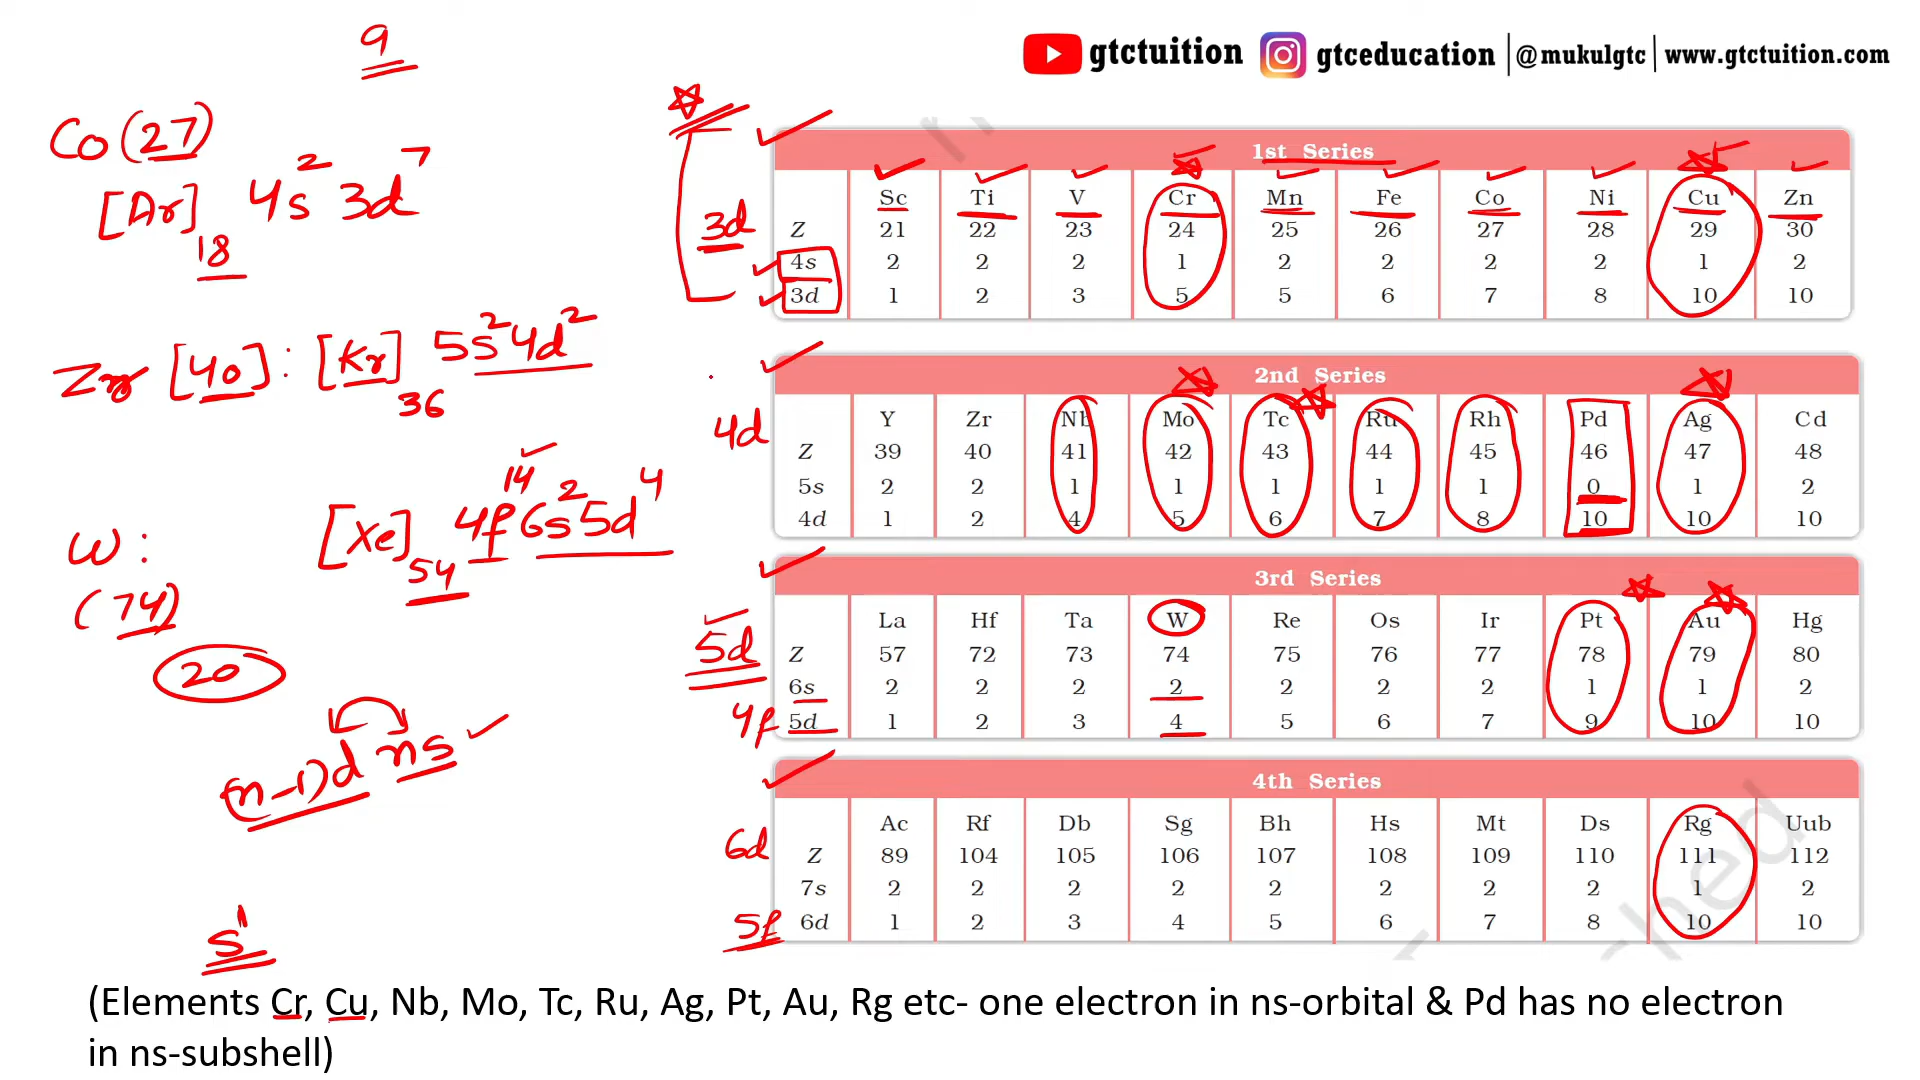 gtctuition gtceducation | @mukulgtc | www.gtctuition.com
9
Co (27)
[Ar] 4s² 3d⁷
18
Zr [40] : [Kr] 5s² 4d²
36
W : [Xe] 4f¹⁴ 6s² 5d⁴
54
(74)
20
(n-1)d ns
s¹
3d
1st Series
Sc Ti V Cr Mn Fe Co Ni Cu Zn
Z 21 22 23 24 25 26 27 28 29 30
4s 2 2 2 1 2 2 2 2 1 2
3d 1 2 3 5 5 6 7 8 10 10
4d
2nd Series
Y Zr Nb Mo Tc Ru Rh Pd Ag Cd
Z 39 40 41 42 43 44 45 46 47 48
5s 2 2 1 1 1 1 1 0 1 2
4d 1 2 4 5 6 7 8 10 10 10
5d
4f
3rd Series
La Hf Ta W Re Os Ir Pt Au Hg
Z 57 72 73 74 75 76 77 78 79 80
6s 2 2 2 2 2 2 2 1 1 2
5d 1 2 3 4 5 6 7 9 10 10
6d
5f
4th Series
Ac Rf Db Sg Bh Hs Mt Ds Rg Uub
Z 89 104 105 106 107 108 109 110 111 112
7s 2 2 2 2 2 2 2 2 1 2
6d 1 2 3 4 5 6 7 8 10 10
(Elements Cr, Cu, Nb, Mo, Tc, Ru, Ag, Pt, Au, Rg etc- one electron in ns-orbital & Pd has no electron
in ns-subshell)